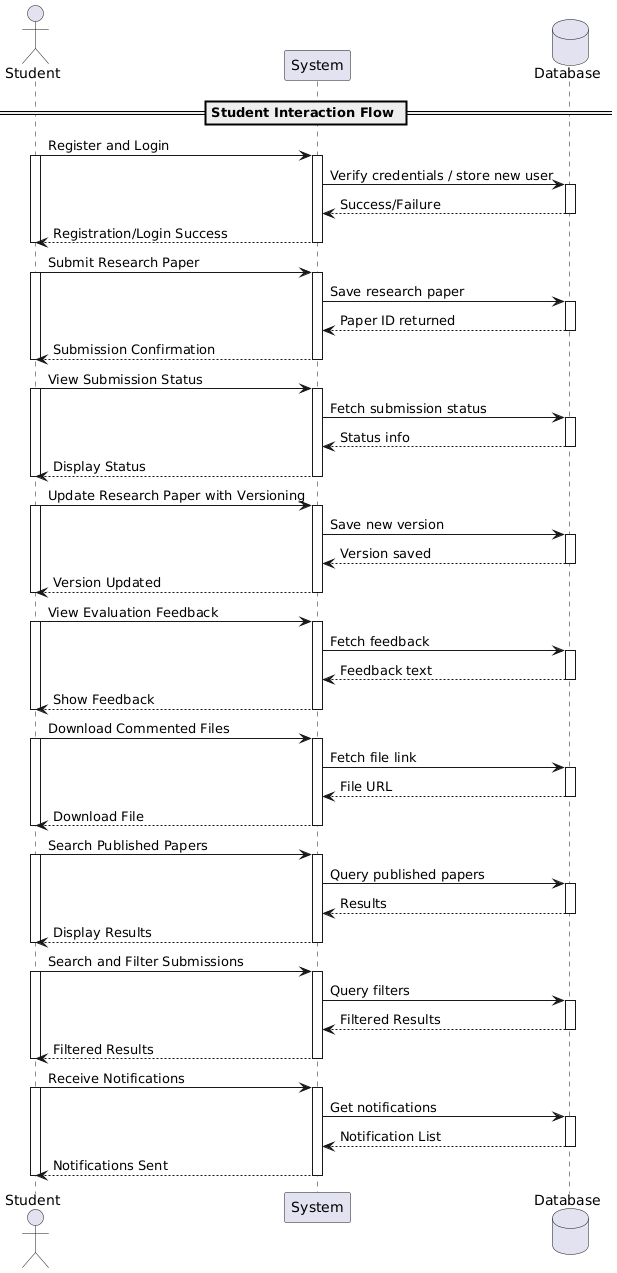 Student
System
Database
Student Interaction Flow
Register and Login
Verify credentials / store new user
Success/Failure
Registration/Login Success
Submit Research Paper
Save research paper
Paper ID returned
Submission Confirmation
View Submission Status
Fetch submission status
Status info
Display Status
Update Research Paper with Versioning
Save new version
Version saved
Version Updated
View Evaluation Feedback
Fetch feedback
Feedback text
Show Feedback
Download Commented Files
Fetch file link
File URL
Download File
Search Published Papers
Query published papers
Results
Display Results
Search and Filter Submissions
Query filters
Filtered Results
Filtered Results
Receive Notifications
Get notifications
Notification List
Notifications Sent
Student
System
Database